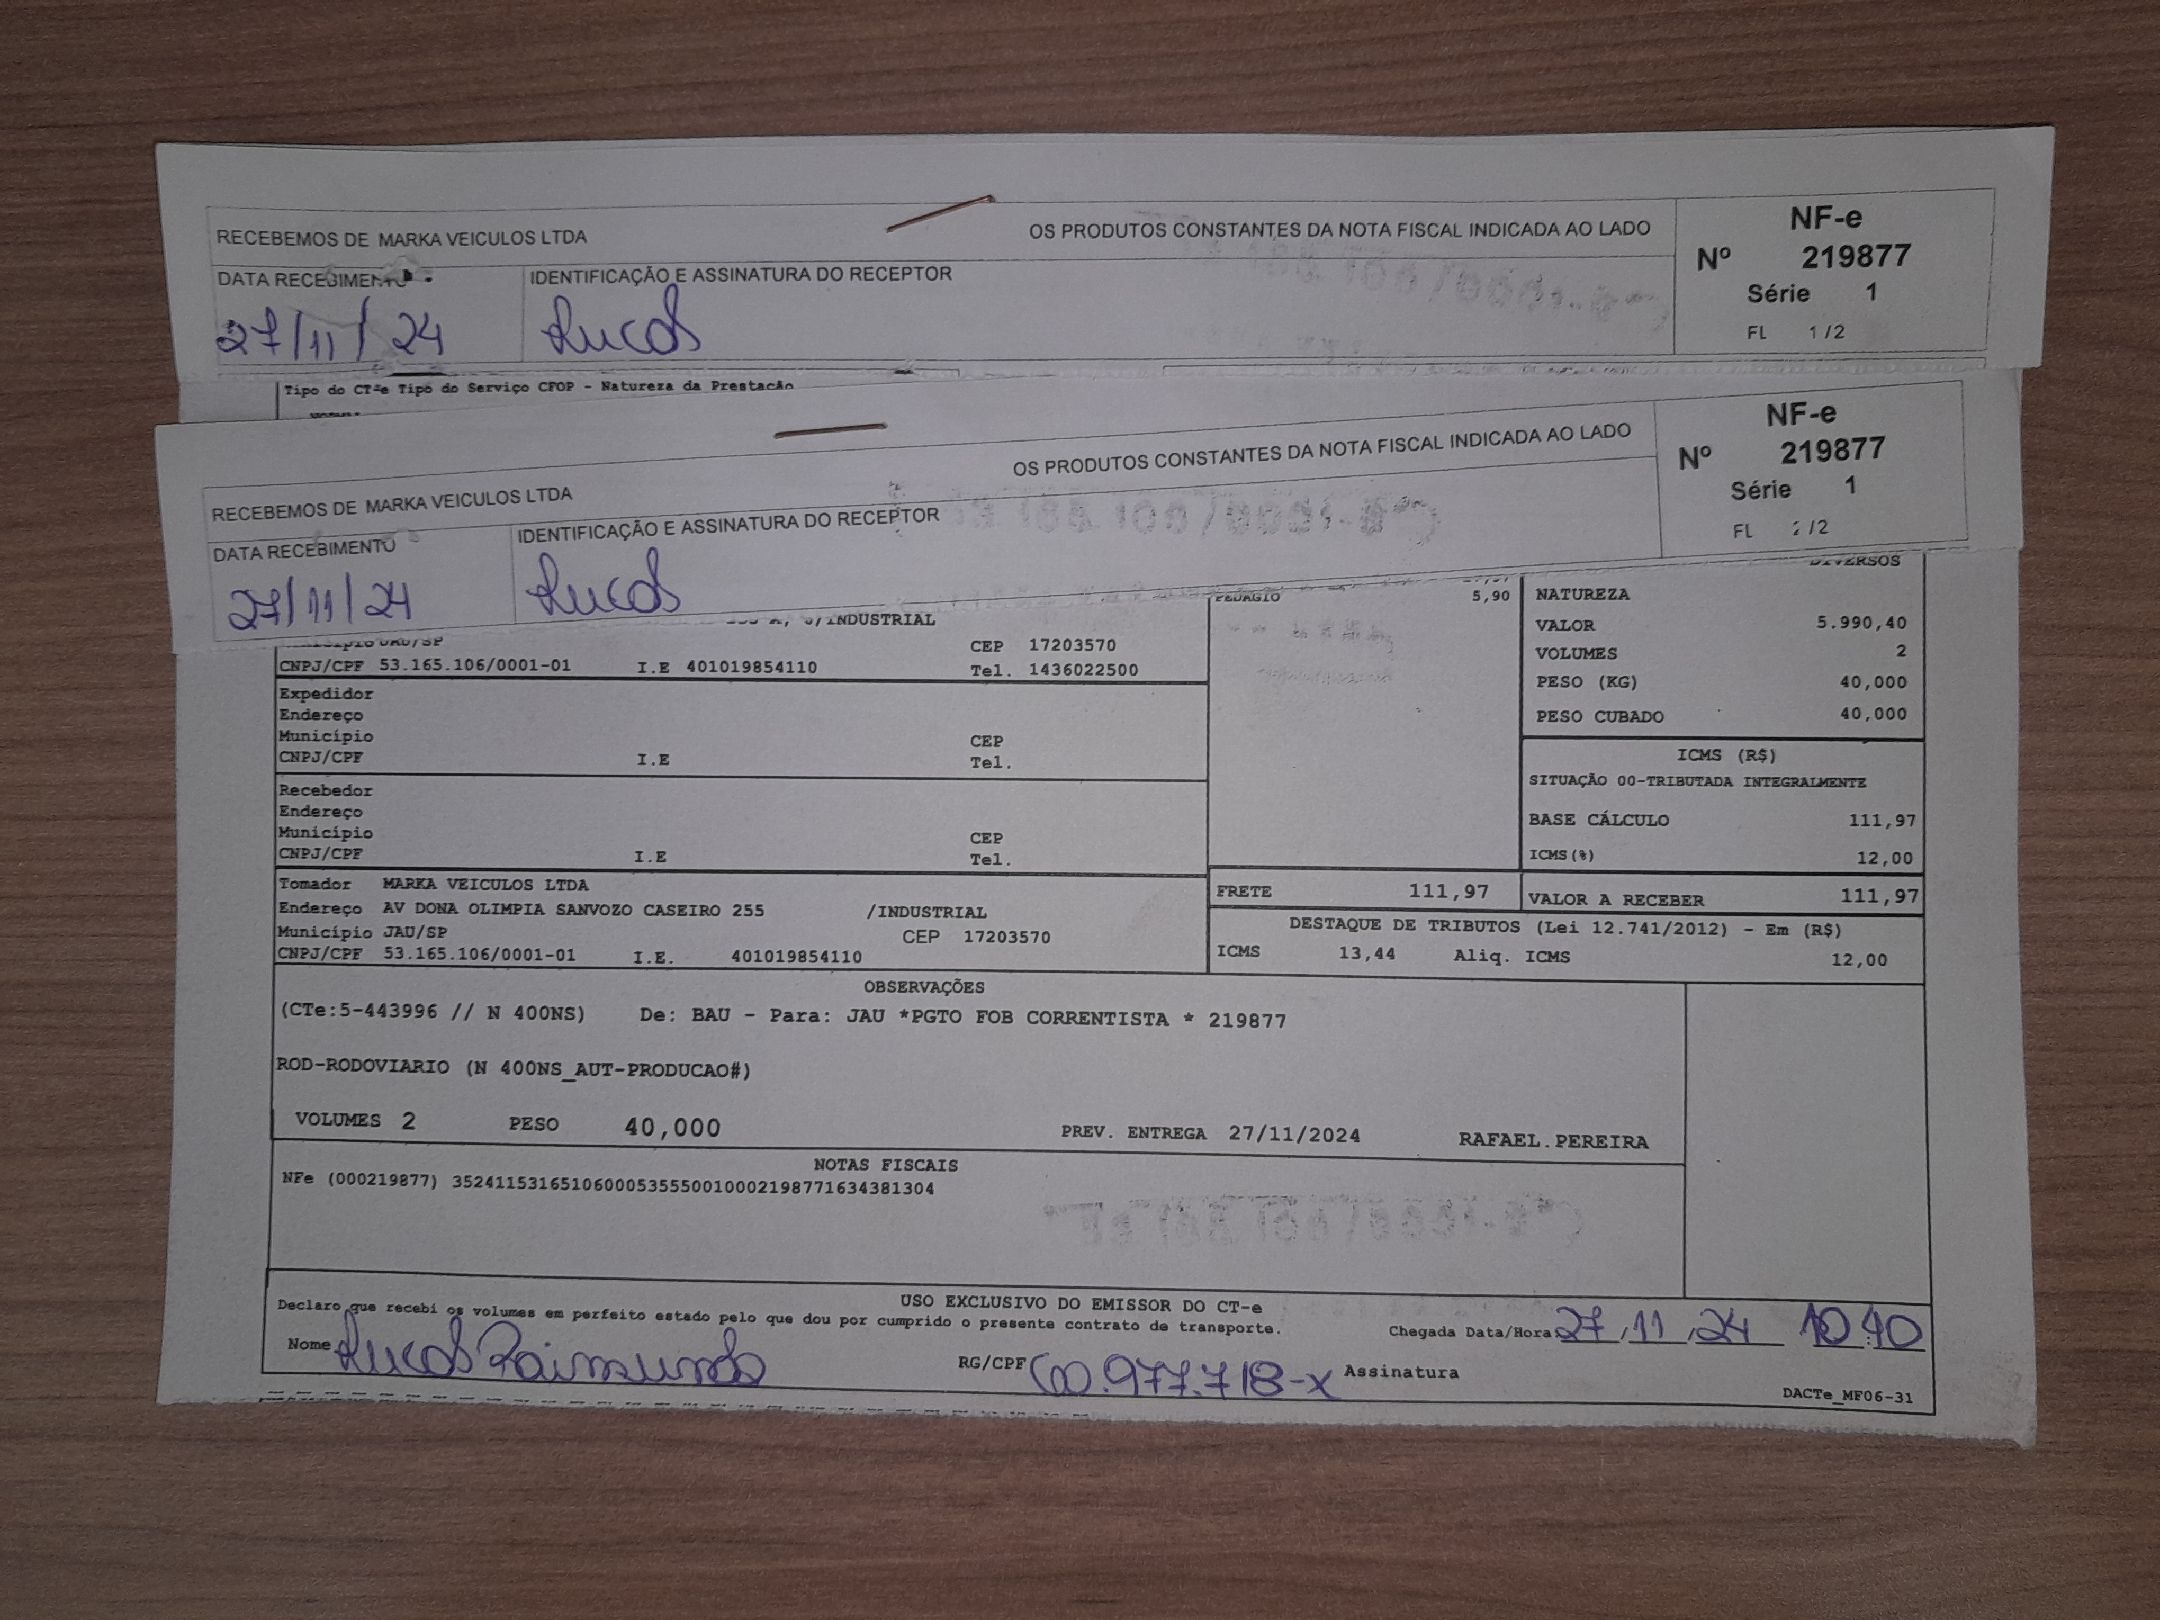 RECEBEMOS DE MARKA VEICULOS LTDA
OS PRODUTOS CONSTANTES DA NOTA FISCAL INDICADA AO LADO
NF-e
Nº 219877
Série 1
FL 1/2
DATA RECEBIMENTO
IDENTIFICAÇÃO E ASSINATURA DO RECEPTOR
27/11/24
Lucas
Tipo do CT-e Tipo do Serviço CFOP - Natureza da Prestação
RECEBEMOS DE MARKA VEICULOS LTDA
OS PRODUTOS CONSTANTES DA NOTA FISCAL INDICADA AO LADO
NF-e
Nº 219877
Série 1
FL /2
DATA RECEBIMENTO
IDENTIFICAÇÃO E ASSINATURA DO RECEPTOR
27/11/24
Lucas
DIVERSOS
/INDUSTRIAL
Município JAU/SP CEP 17203570
CNPJ/CPF 53.165.106/0001-01 I.E 401019854110 Tel. 1436022500
PEDAGIO 5,90
NATUREZA
VALOR 5.990,40
VOLUMES 2
PESO (KG) 40,000
PESO CUBADO 40,000
Expedidor
Endereço
Município CEP
CNPJ/CPF I.E Tel.
ICMS (R$)
SITUAÇÃO 00-TRIBUTADA INTEGRALMENTE
BASE CÁLCULO 111,97
ICMS(%) 12,00
Recebedor
Endereço
Município CEP
CNPJ/CPF I.E Tel.
Tomador MARKA VEICULOS LTDA
Endereço AV DONA OLIMPIA SANVOZO CASEIRO 255 /INDUSTRIAL
Município JAU/SP CEP 17203570
CNPJ/CPF 53.165.106/0001-01 I.E. 401019854110
FRETE 111,97
VALOR A RECEBER 111,97
DESTAQUE DE TRIBUTOS (Lei 12.741/2012) - Em (R$)
ICMS 13,44 Aliq. ICMS 12,00
OBSERVAÇÕES
(CTe:5-443996 // N 400NS) De: BAU - Para: JAU *PGTO FOB CORRENTISTA * 219877
ROD-RODOVIARIO (N 400NS_AUT-PRODUCAO#)
VOLUMES 2 PESO 40,000 PREV. ENTREGA 27/11/2024 RAFAEL.PEREIRA
NOTAS FISCAIS
NFe (000219877) 35241153165106000535550010002198771634381304
USO EXCLUSIVO DO EMISSOR DO CT-e
Declaro que recebi os volumes em perfeito estado pelo que dou por cumprido o presente contrato de transporte.
Chegada Data/Hora: 27/11/24 10:40
Nome Lucas Raimundo RG/CPF 60.977.718-X Assinatura
DACTe_MF06-31